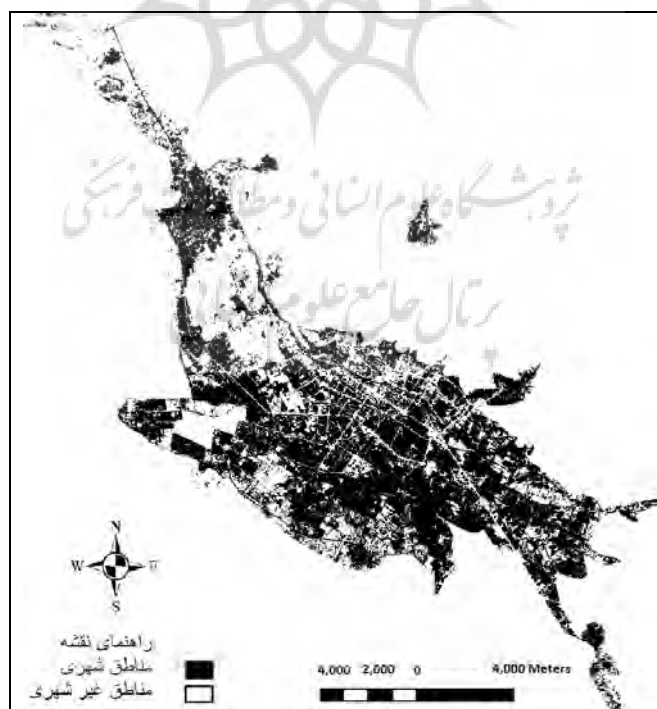 پژوهشگاه علوم انسانی و مطالعات فرهنگی
پرتال جامع علوم انسانی
N
W
S
راهنمای نقشه
مناطق شهری
مناطق غیر شهری
4,000 2,000 0 4,000 Meters